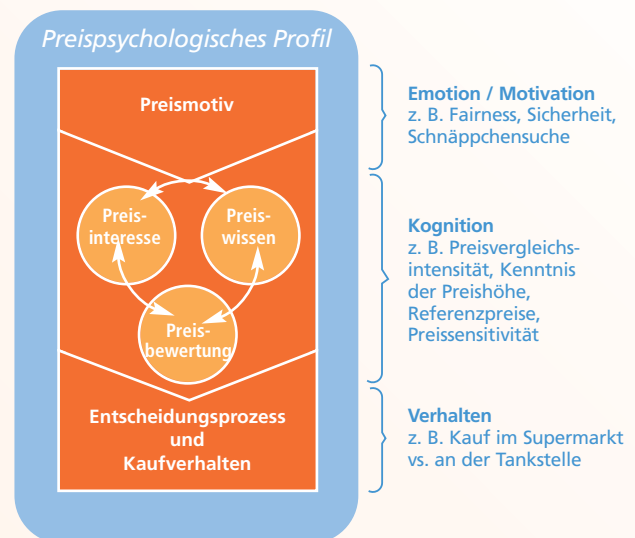 Preispsychologisches Profil
Preismotiv
Preis-
interesse
Preis-
wissen
Preis-
bewertung
Entscheidungsprozess
und
Kaufverhalten
Emotion / Motivation
z. B. Fairness, Sicherheit,
Schnäppchensuche
Kognition
z. B. Preisvergleichs-
intensität, Kenntnis
der Preishöhe,
Referenzpreise,
Preissensitivität
Verhalten
z. B. Kauf im Supermarkt
vs. an der Tankstelle